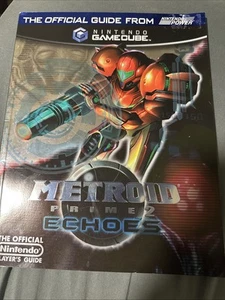 THE OFFICIAL GUIDE FROM
NINTENDO
POWER
NINTENDO
GAMECUBE
METROID
PRIME 2
ECHOES
THE OFFICIAL
Nintendo
PLAYER'S GUIDE